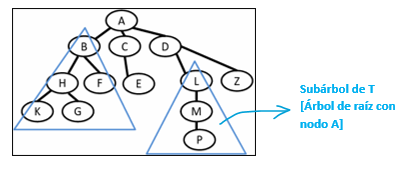 A
B C D
H F E L Z
K G M
P
Subárbol de T
[Árbol de raíz con
nodo A]